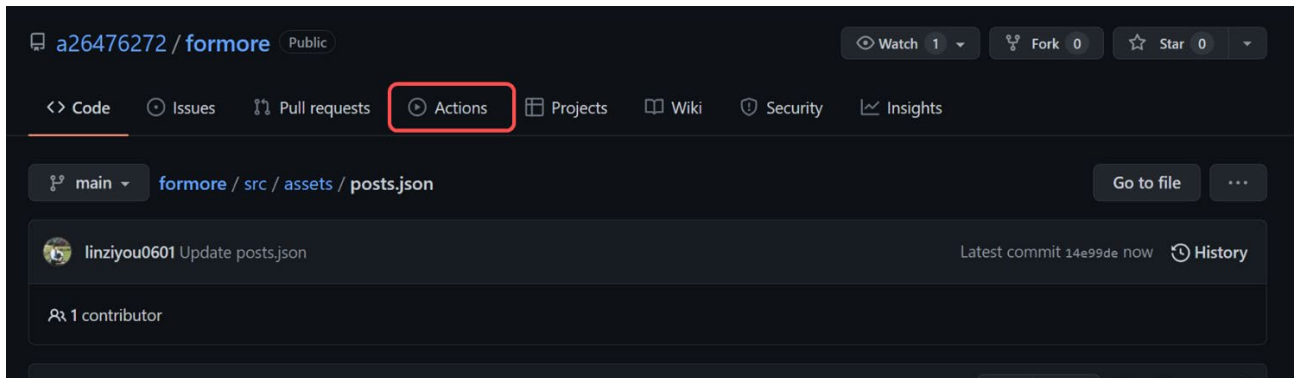 a26476272 / formore Public Watch 1 Fork 0 Star 0
<> Code Issues Pull requests Actions Projects Wiki Security Insights
main formore / src / assets / posts.json Go to file ...
linziyou0601 Update posts.json Latest commit 14e99de now History
1 contributor